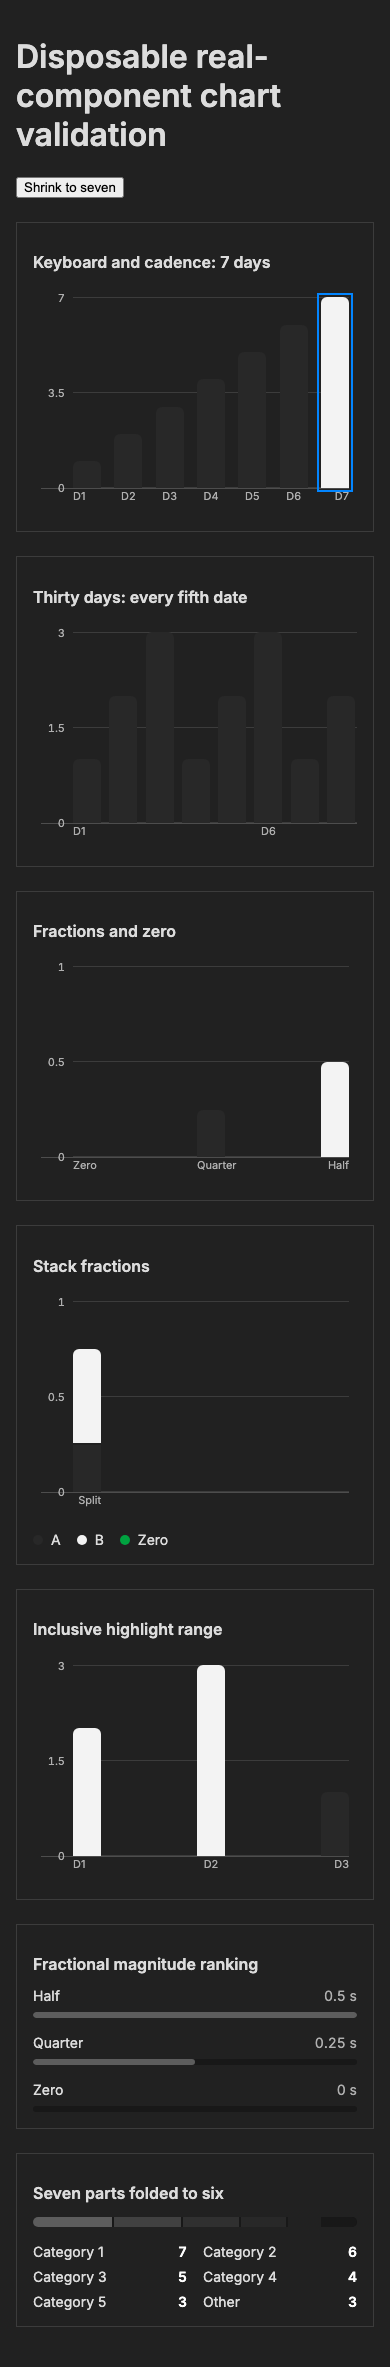 Disposable real-
component chart
validation
Shrink to seven
Keyboard and cadence: 7 days
7
3.5
0
D1 D2 D3 D4 D5 D6 D7
Thirty days: every fifth date
3
1.5
0
D1 D6
Fractions and zero
1
0.5
0
Zero Quarter Half
Stack fractions
1
0.5
0
Split
A B Zero
Inclusive highlight range
3
1.5
0
D1 D2 D3
Fractional magnitude ranking
Half 0.5 s
Quarter 0.25 s
Zero 0 s
Seven parts folded to six
Category 1 7 Category 2 6
Category 3 5 Category 4 4
Category 5 3 Other 3